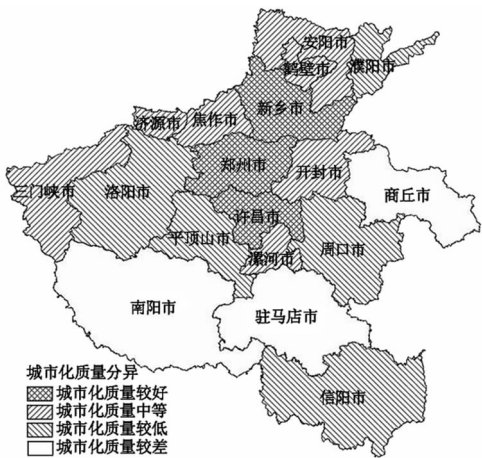 安阳市
鹤壁市
濮阳市
新乡市
济源市
焦作市
三门峡市
洛阳市
郑州市
开封市
商丘市
许昌市
平顶山市
漯河市
周口市
南阳市
驻马店市
信阳市
城市化质量分异
城市化质量较好
城市化质量中等
城市化质量较低
城市化质量较差